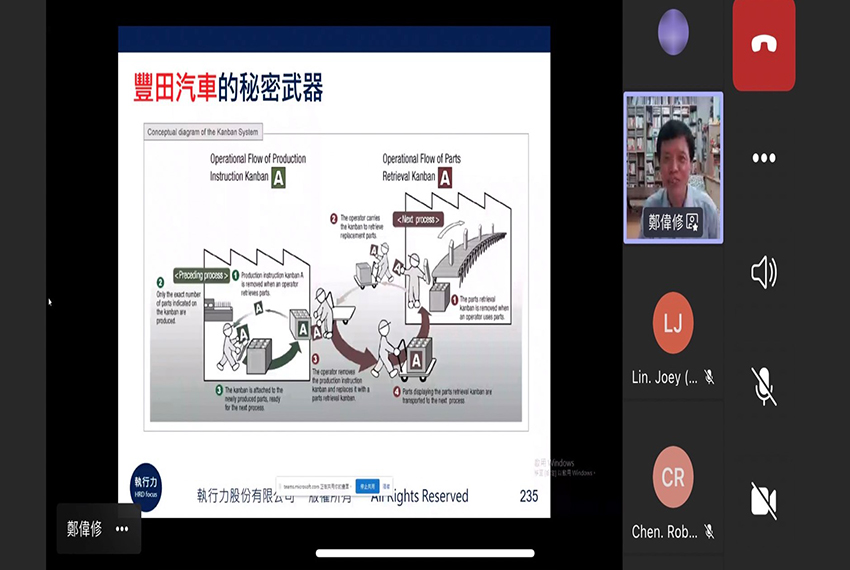 豐田汽車的秘密武器
Conceptual diagram of the Kanban System
Operational Flow of Production
Instruction Kanban A
Operational Flow of Parts
Retrieval Kanban A
2 The operator carries
the kanban to retrieve
replacement parts.
<Next process>
A
A
<Preceding process>
1 Production instruction kanban A
is removed when an operator
retrieves parts.
2
Only the exact number
of parts indicated on
the kanban are
produced.
A
A
A
A
1 The parts retrieval
kanban is removed when
an operator uses parts.
A
3
The operator removes
the production instruction
kanban and replaces it with a
parts retrieval kanban.
3 The kanban is attached to the
newly produced parts, ready
for the next process.
4 Parts displaying the parts retrieval kanban are
transported to the next process
執行力
HRD focus
執行力股份有限公司
版權所有
All Rights Reserved
235
Windows
鄭偉修 •••
鄭偉修
LJ
Lin. Joey (...
CR
Chen. Rob...